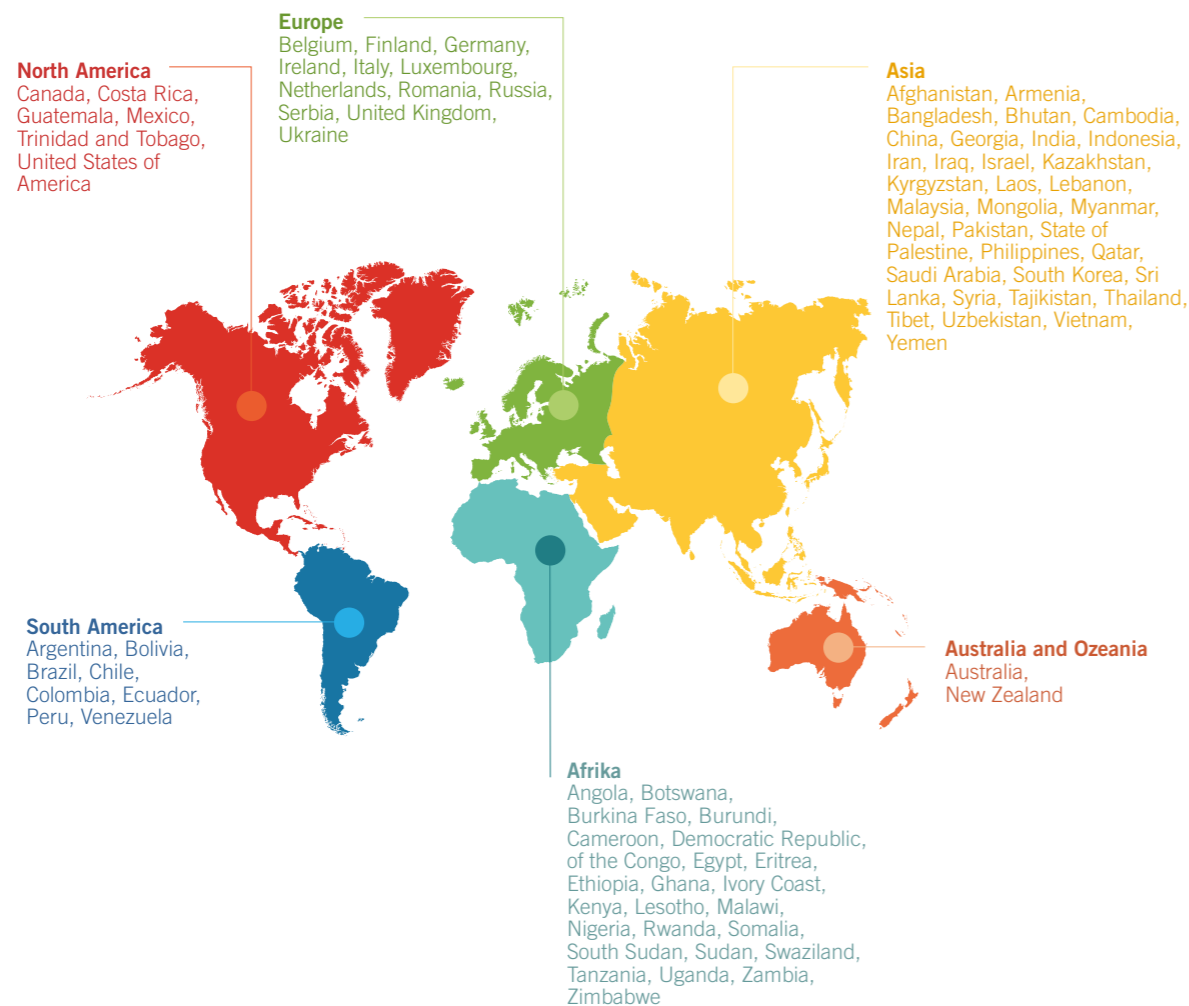 Europe
Belgium, Finland, Germany,
Ireland, Italy, Luxembourg,
Netherlands, Romania, Russia,
Serbia, United Kingdom,
Ukraine
North America
Canada, Costa Rica,
Guatemala, Mexico,
Trinidad and Tobago,
United States of
America
Asia
Afghanistan, Armenia,
Bangladesh, Bhutan, Cambodia,
China, Georgia, India, Indonesia,
Iran, Iraq, Israel, Kazakhstan,
Kyrgyzstan, Laos, Lebanon,
Malaysia, Mongolia, Myanmar,
Nepal, Pakistan, State of
Palestine, Philippines, Qatar,
Saudi Arabia, South Korea, Sri
Lanka, Syria, Tajikistan, Thailand,
Tibet, Uzbekistan, Vietnam,
Yemen
South America
Argentina, Bolivia,
Brazil, Chile,
Colombia, Ecuador,
Peru, Venezuela
Australia and Ozeania
Australia,
New Zealand
Afrika
Angola, Botswana,
Burkina Faso, Burundi,
Cameroon, Democratic Republic,
of the Congo, Egypt, Eritrea,
Ethiopia, Ghana, Ivory Coast,
Kenya, Lesotho, Malawi,
Nigeria, Rwanda, Somalia,
South Sudan, Sudan, Swaziland,
Tanzania, Uganda, Zambia,
Zimbabwe